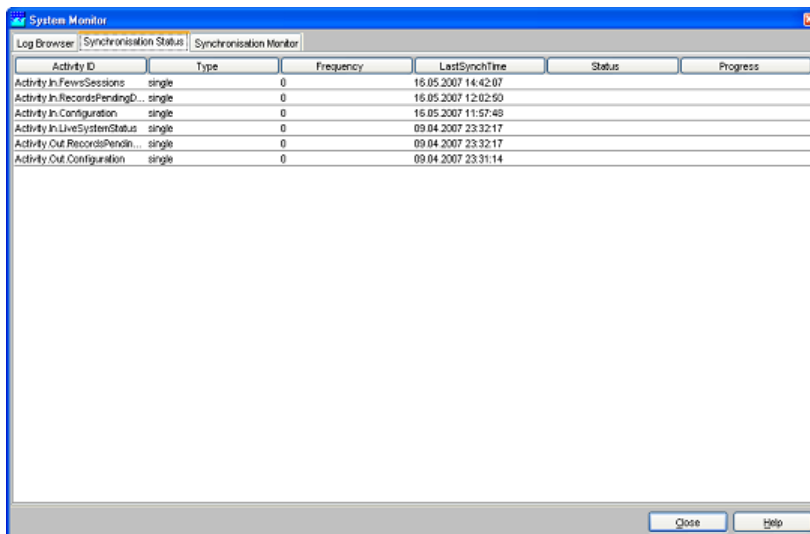 System Monitor
Log Browser Synchronisation Status Synchronisation Monitor
Activity ID Type Frequency LastSynchTime Status Progress
Activity.In.FewsSessions single 0 16.05.2007 14:42:07
Activity.In.RecordsPendingD... single 0 16.05.2007 12:02:50
Activity.In.Configuration single 0 16.05.2007 11:57:48
Activity.In.LiveSystemStatus single 0 09.04.2007 23:32:17
Activity.Out.RecordsPendin... single 0 09.04.2007 23:32:17
Activity.Out.Configuration single 0 09.04.2007 23:31:14
Close Help